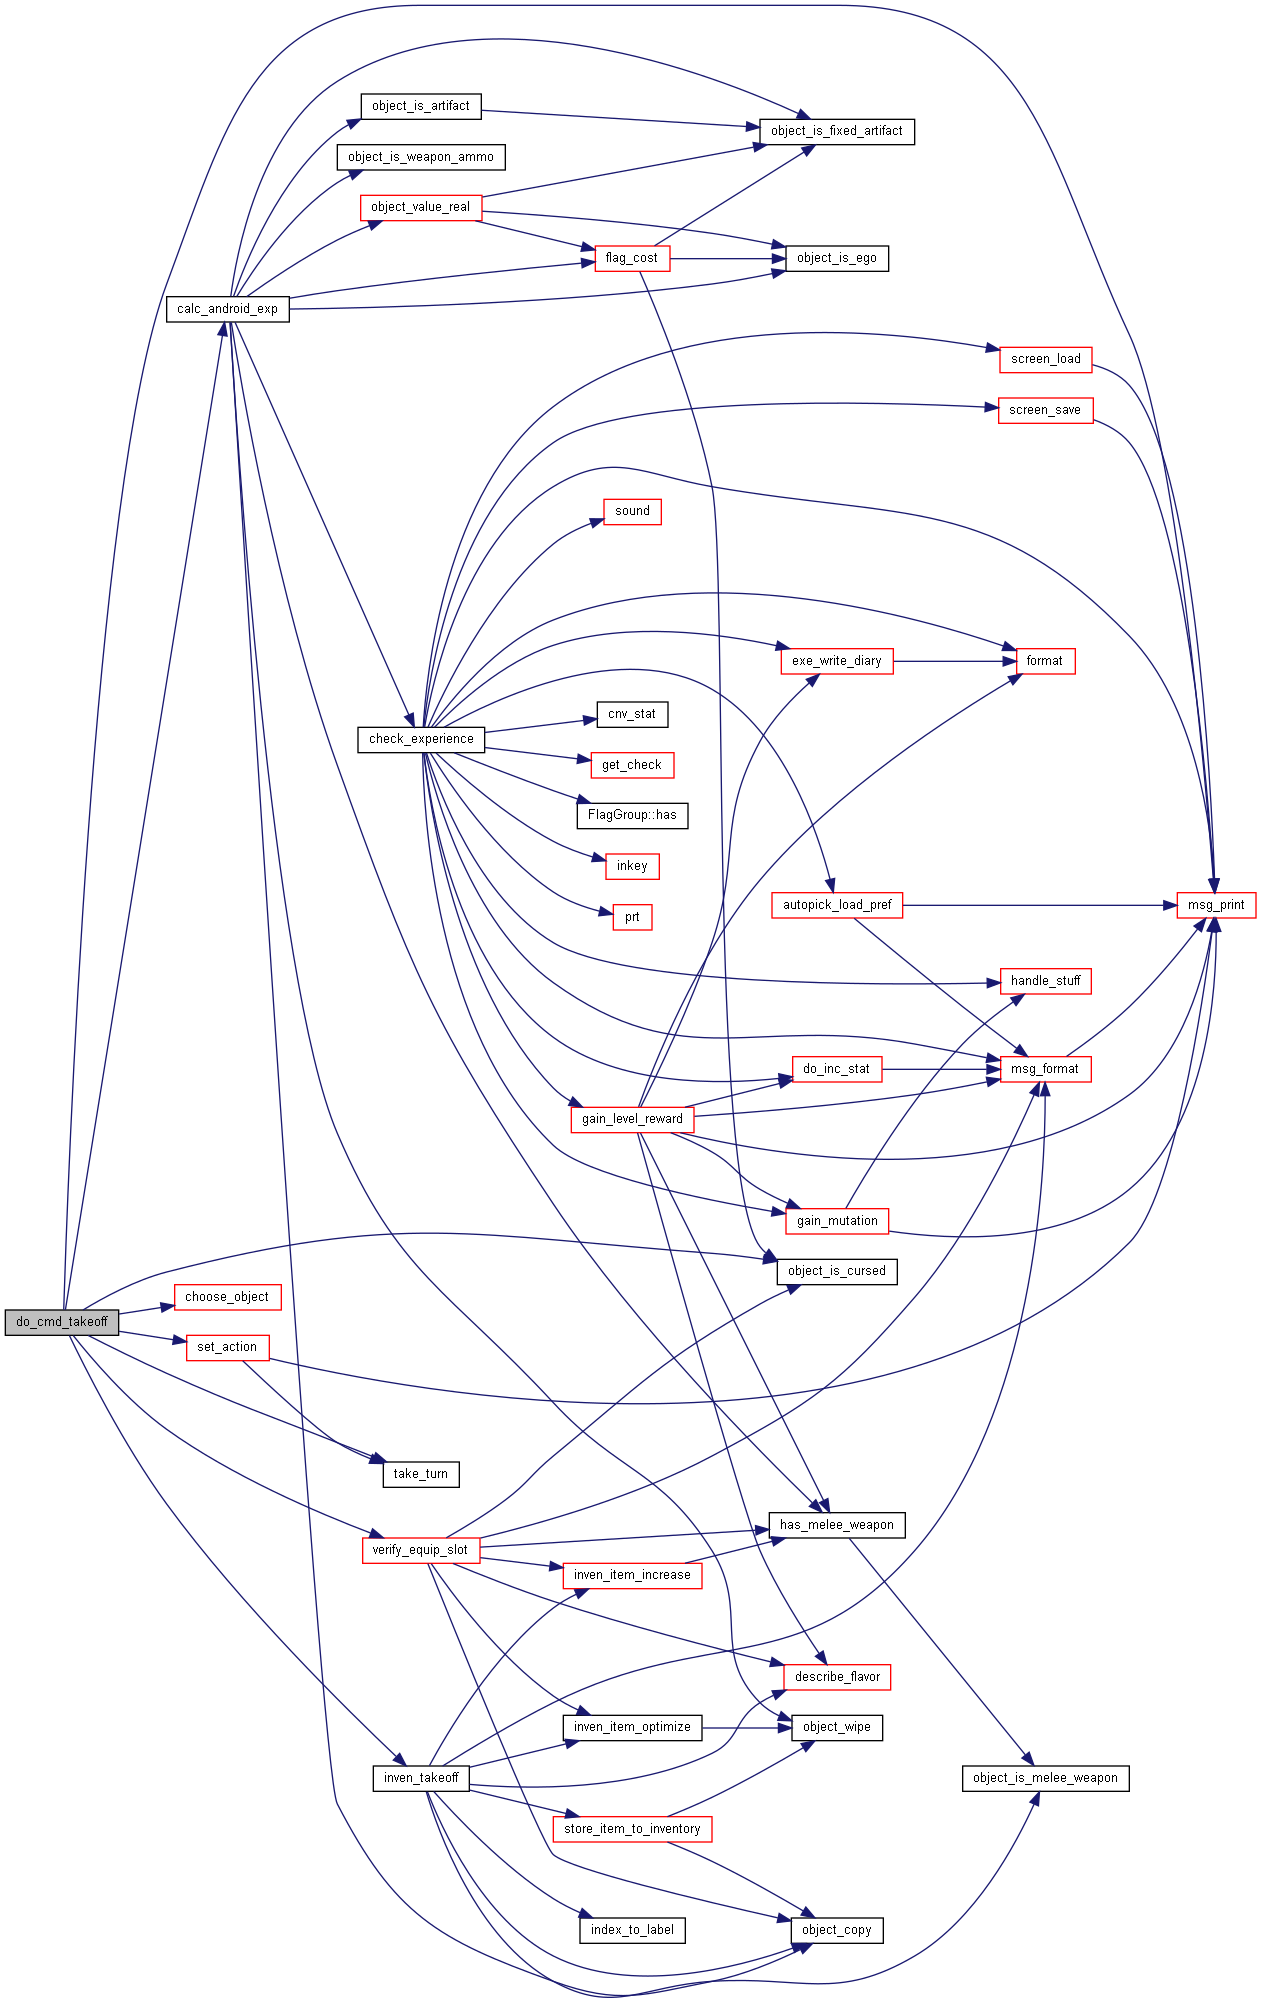 object_is_artifact
object_is_fixed_artifact
object_is_weapon_ammo
object_value_real
flag_cost
object_is_ego
calc_android_exp
screen_load
screen_save
sound
exe_write_diary
format
cnv_stat
check_experience
get_check
FlagGroup::has
inkey
autopick_load_pref
msg_print
prt
handle_stuff
do_inc_stat
msg_format
gain_level_reward
gain_mutation
object_is_cursed
choose_object
do_cmd_takeoff
set_action
take_turn
has_melee_weapon
verify_equip_slot
inven_item_increase
describe_flavor
inven_item_optimize
object_wipe
inven_takeoff
object_is_melee_weapon
store_item_to_inventory
index_to_label
object_copy